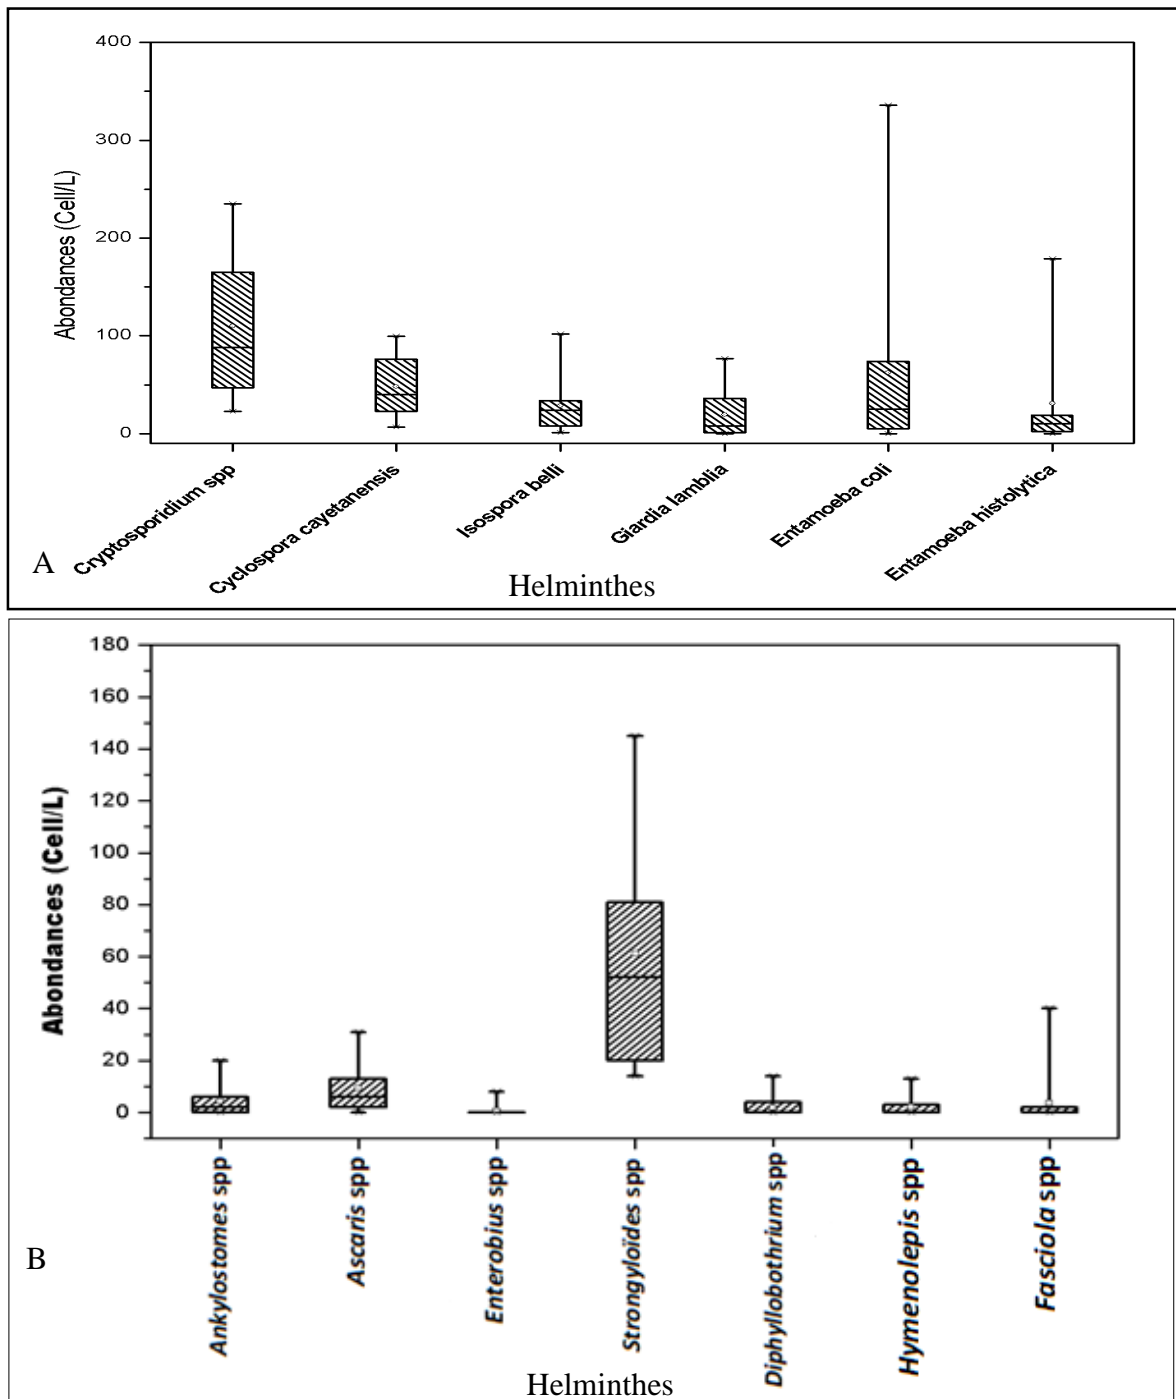 400
300
200
100
0
Abondances (Cell/L)
Cryptosporidium spp
Cyclospora cayetanensis
Isospora belli
Giardia lamblia
Entamoeba coli
Entamoeba histolytica
A
Helminthes
180
160
140
120
100
80
60
40
20
0
Abondances (Cell/L)
Ankylostomes spp
Ascaris spp
Enterobius spp
Strongyloïdes spp
Diphyllobothrium spp
Hymenolepis spp
Fasciola spp
B
Helminthes